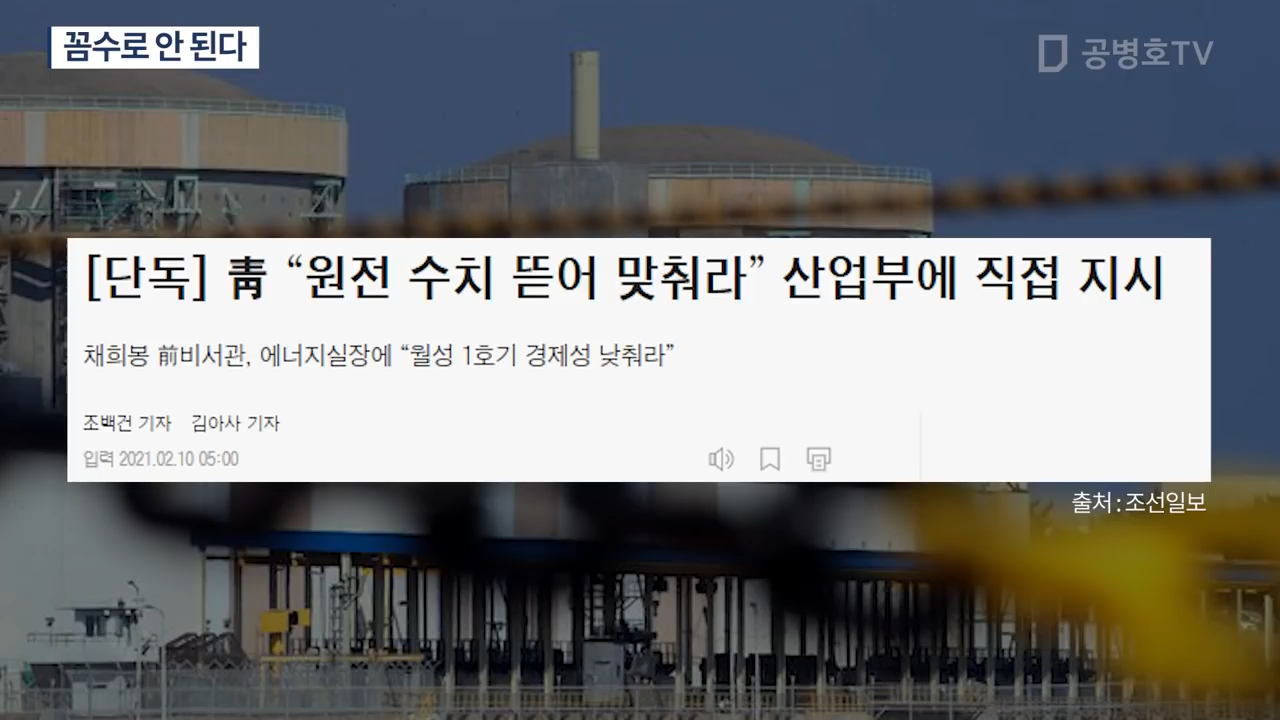 꼼수로 안 된다
공병호TV
[단독] 靑 “원전 수치 뜯어 맞춰라” 산업부에 직접 지시
채희봉 前비서관, 에너지실장에 “월성 1호기 경제성 낮춰라”
조백건 기자 김아사 기자
입력 2021.02.10 05:00
출처 : 조선일보